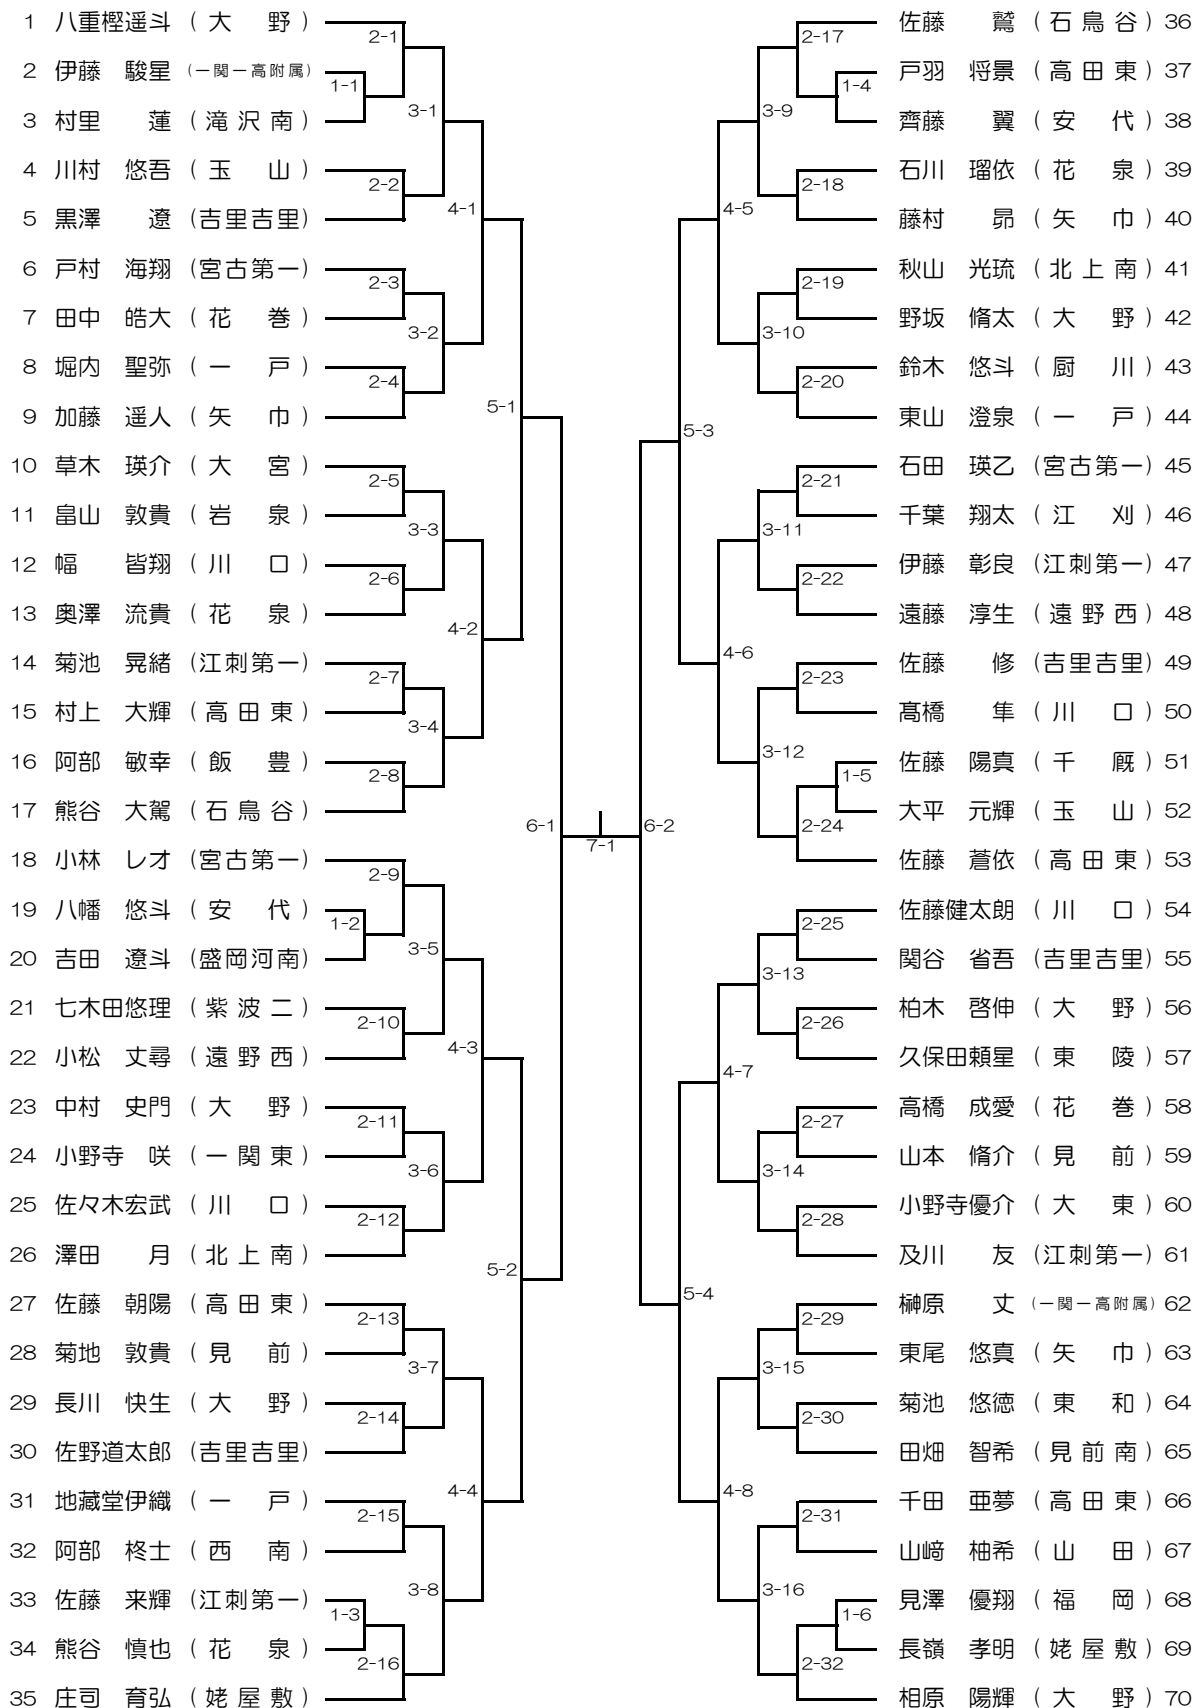 1 八重樫遥斗 ( 大 野 )
2 伊藤 駿星 (一関一高附属)
3 村里 蓮 ( 滝 沢 南 )
4 川村 悠吾 ( 玉 山 )
5 黒澤 遼 (吉里吉里)
6 戸村 海翔 (宮古第一)
7 田中 皓大 ( 花 巻 )
8 堀内 聖弥 ( 一 戸 )
9 加藤 遥人 ( 矢 巾 )
10 草木 瑛介 ( 大 宮 )
11 畠山 敦貴 ( 岩 泉 )
12 幅 皆翔 ( 川 口 )
13 奥澤 流貴 ( 花 泉 )
14 菊池 晃緒 (江刺第一)
15 村上 大輝 ( 高 田 東 )
16 阿部 敏幸 ( 飯 豊 )
17 熊谷 大駕 ( 石 鳥 谷 )
18 小林 レオ (宮古第一)
19 八幡 悠斗 ( 安 代 )
20 吉田 遼斗 (盛岡河南)
21 七木田悠理 ( 紫 波 二 )
22 小松 丈尋 ( 遠 野 西 )
23 中村 史門 ( 大 野 )
24 小野寺 咲 ( 一 関 東 )
25 佐々木宏武 ( 川 口 )
26 澤田 月 ( 北 上 南 )
27 佐藤 朝陽 ( 高 田 東 )
28 菊地 敦貴 ( 見 前 )
29 長川 快生 ( 大 野 )
30 佐野道太郎 (吉里吉里)
31 地蔵堂伊織 ( 一 戸 )
32 阿部 柊士 ( 西 南 )
33 佐藤 来輝 (江刺第一)
34 熊谷 慎也 ( 花 泉 )
35 庄司 育弘 ( 姥 屋 敷 )
1-1
1-2
1-3
2-1
2-2
2-3
2-4
2-5
2-6
2-7
2-8
2-9
2-10
2-11
2-12
2-13
2-14
2-15
2-16
3-1
3-2
3-3
3-4
3-5
3-6
3-7
3-8
4-1
4-2
4-3
4-4
5-1
5-2
6-1
7-1
6-2
5-3
5-4
4-5
4-6
4-7
4-8
3-9
3-10
3-11
3-12
3-13
3-14
3-15
3-16
2-17
2-18
2-19
2-20
2-21
2-22
2-23
2-24
2-25
2-26
2-27
2-28
2-29
2-30
2-31
2-32
1-4
1-5
1-6
佐藤 鷲 ( 石 鳥 谷 ) 36
戸羽 将景 ( 高 田 東 ) 37
齊藤 翼 ( 安 代 ) 38
石川 瑠依 ( 花 泉 ) 39
藤村 昴 ( 矢 巾 ) 40
秋山 光琉 ( 北 上 南 ) 41
野坂 脩太 ( 大 野 ) 42
鈴木 悠斗 ( 厨 川 ) 43
東山 澄泉 ( 一 戸 ) 44
石田 瑛乙 (宮古第一) 45
千葉 翔太 ( 江 刈 ) 46
伊藤 彰良 (江刺第一) 47
遠藤 淳生 ( 遠 野 西 ) 48
佐藤 修 (吉里吉里) 49
髙橋 隼 ( 川 口 ) 50
佐藤 陽真 ( 千 厩 ) 51
大平 元輝 ( 玉 山 ) 52
佐藤 蒼依 ( 高 田 東 ) 53
佐藤健太朗 ( 川 口 ) 54
関谷 省吾 (吉里吉里) 55
柏木 啓伸 ( 大 野 ) 56
久保田頼星 ( 東 陵 ) 57
高橋 成愛 ( 花 巻 ) 58
山本 脩介 ( 見 前 ) 59
小野寺優介 ( 大 東 ) 60
及川 友 (江刺第一) 61
榊原 丈 (一関一高附属) 62
東尾 悠真 ( 矢 巾 ) 63
菊池 悠徳 ( 東 和 ) 64
田畑 智希 ( 見 前 南 ) 65
千田 亜夢 ( 高 田 東 ) 66
山﨑 柚希 ( 山 田 ) 67
見澤 優翔 ( 福 岡 ) 68
長嶺 孝明 ( 姥 屋 敷 ) 69
相原 陽輝 ( 大 野 ) 70